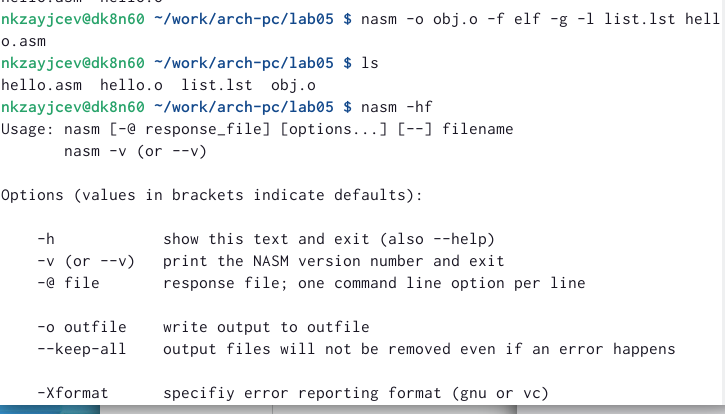 nkzayjcev@dk8n60 ~/work/arch-pc/lab05 $ nasm -o obj.o -f elf -g -l list.lst hell
o.asm
nkzayjcev@dk8n60 ~/work/arch-pc/lab05 $ ls
hello.asm  hello.o  list.lst  obj.o
nkzayjcev@dk8n60 ~/work/arch-pc/lab05 $ nasm -hf
Usage: nasm [-@ response_file] [options...] [--] filename
       nasm -v (or --v)
Options (values in brackets indicate defaults):
    -h            show this text and exit (also --help)
    -v (or --v)   print the NASM version number and exit
    -@ file       response file; one command line option per line
    -o outfile    write output to outfile
    --keep-all    output files will not be removed even if an error happens
    -Xformat      specifiy error reporting format (gnu or vc)